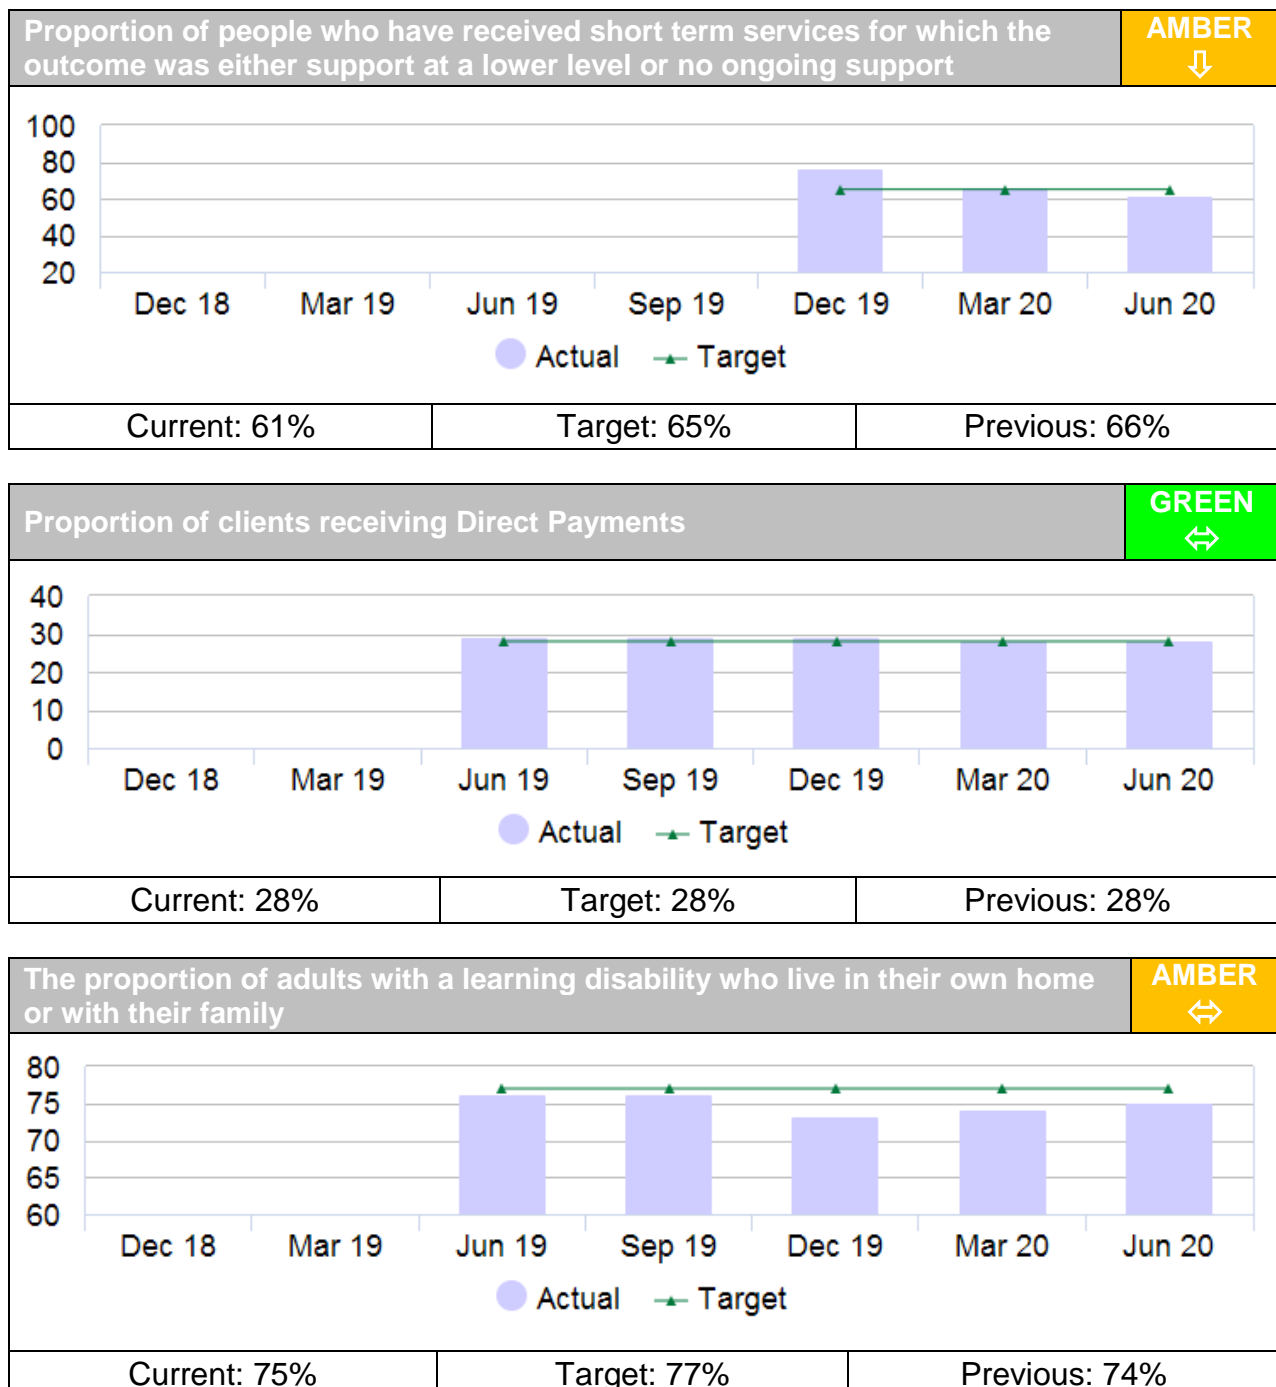 Proportion of people who have received short term services for which the
outcome was either support at a lower level or no ongoing support
AMBER
⇩
100
80
60
40
20
Dec 18 Mar 19 Jun 19 Sep 19 Dec 19 Mar 20 Jun 20
Actual Target
Current: 61% Target: 65% Previous: 66%
Proportion of clients receiving Direct Payments
GREEN
⬄
40
30
20
10
0
Dec 18 Mar 19 Jun 19 Sep 19 Dec 19 Mar 20 Jun 20
Actual Target
Current: 28% Target: 28% Previous: 28%
The proportion of adults with a learning disability who live in their own home
or with their family
AMBER
⬄
80
75
70
65
60
Dec 18 Mar 19 Jun 19 Sep 19 Dec 19 Mar 20 Jun 20
Actual Target
Current: 75% Target: 77% Previous: 74%